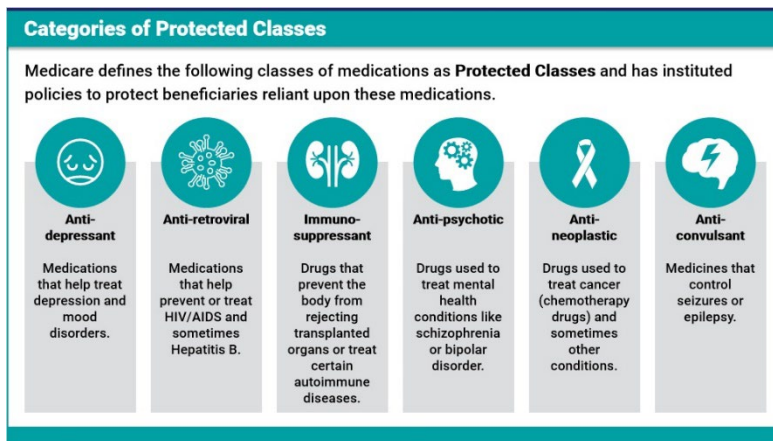 Categories of Protected Classes
Medicare defines the following classes of medications as Protected Classes and has instituted
policies to protect beneficiaries reliant upon these medications.
Anti-
depressant
Medications
that help treat
depression and
mood
disorders.
Anti-retroviral
Medications
that help
prevent or treat
HIV/AIDS and
sometimes
Hepatitis B.
Immuno-
suppressant
Drugs that
prevent the
body from
rejecting
transplanted
organs or treat
certain
autoimmune
diseases.
Anti-psychotic
Drugs used to
treat mental
health
conditions like
schizophrenia
or bipolar
disorder.
Anti-
neoplastic
Drugs used to
treat cancer
(chemotherapy
drugs) and
sometimes
other
conditions.
Anti-
convulsant
Medicines that
control
seizures or
epilepsy.